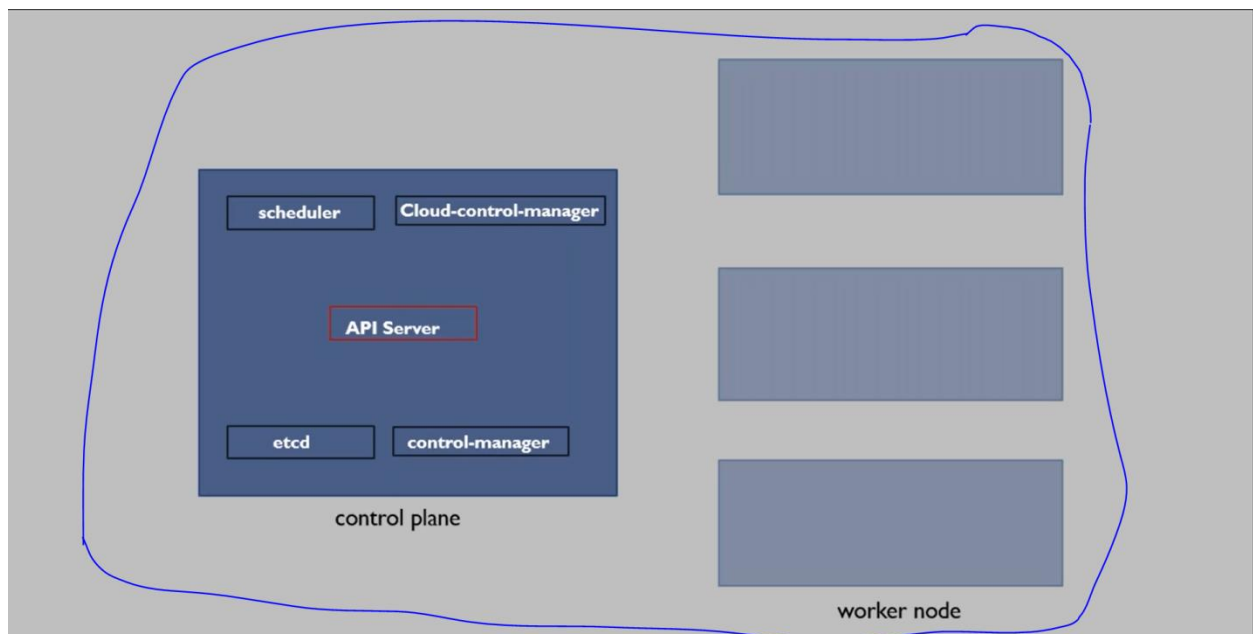 scheduler
Cloud-control-manager
API Server
etcd
control-manager
control plane
worker node